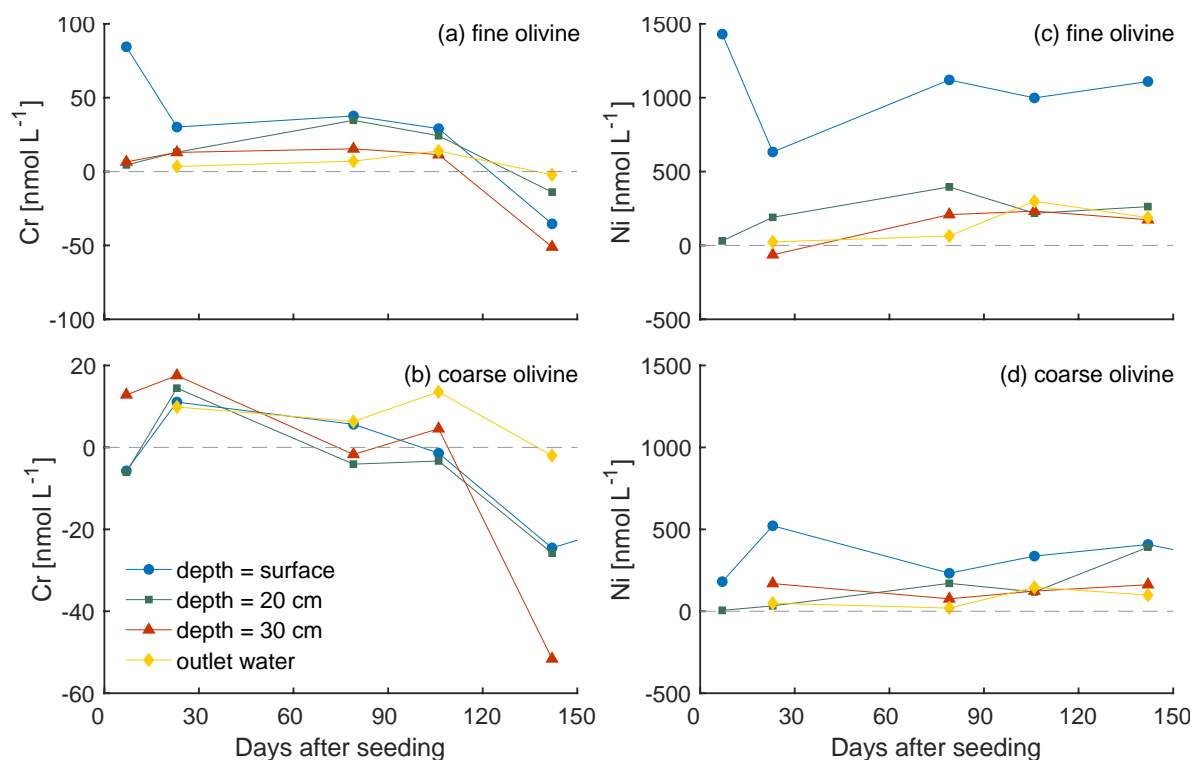 (a) fine olivine
Cr [nmol L-1]
100
50
0
-50
-100
(c) fine olivine
Ni [nmol L-1]
1500
1000
500
0
-500
(b) coarse olivine
Cr [nmol L-1]
20
0
-20
-40
-60
depth = surface
depth = 20 cm
depth = 30 cm
outlet water
0 30 60 90 120 150
Days after seeding
(d) coarse olivine
Ni [nmol L-1]
1500
1000
500
0
-500
0 30 60 90 120 150
Days after seeding